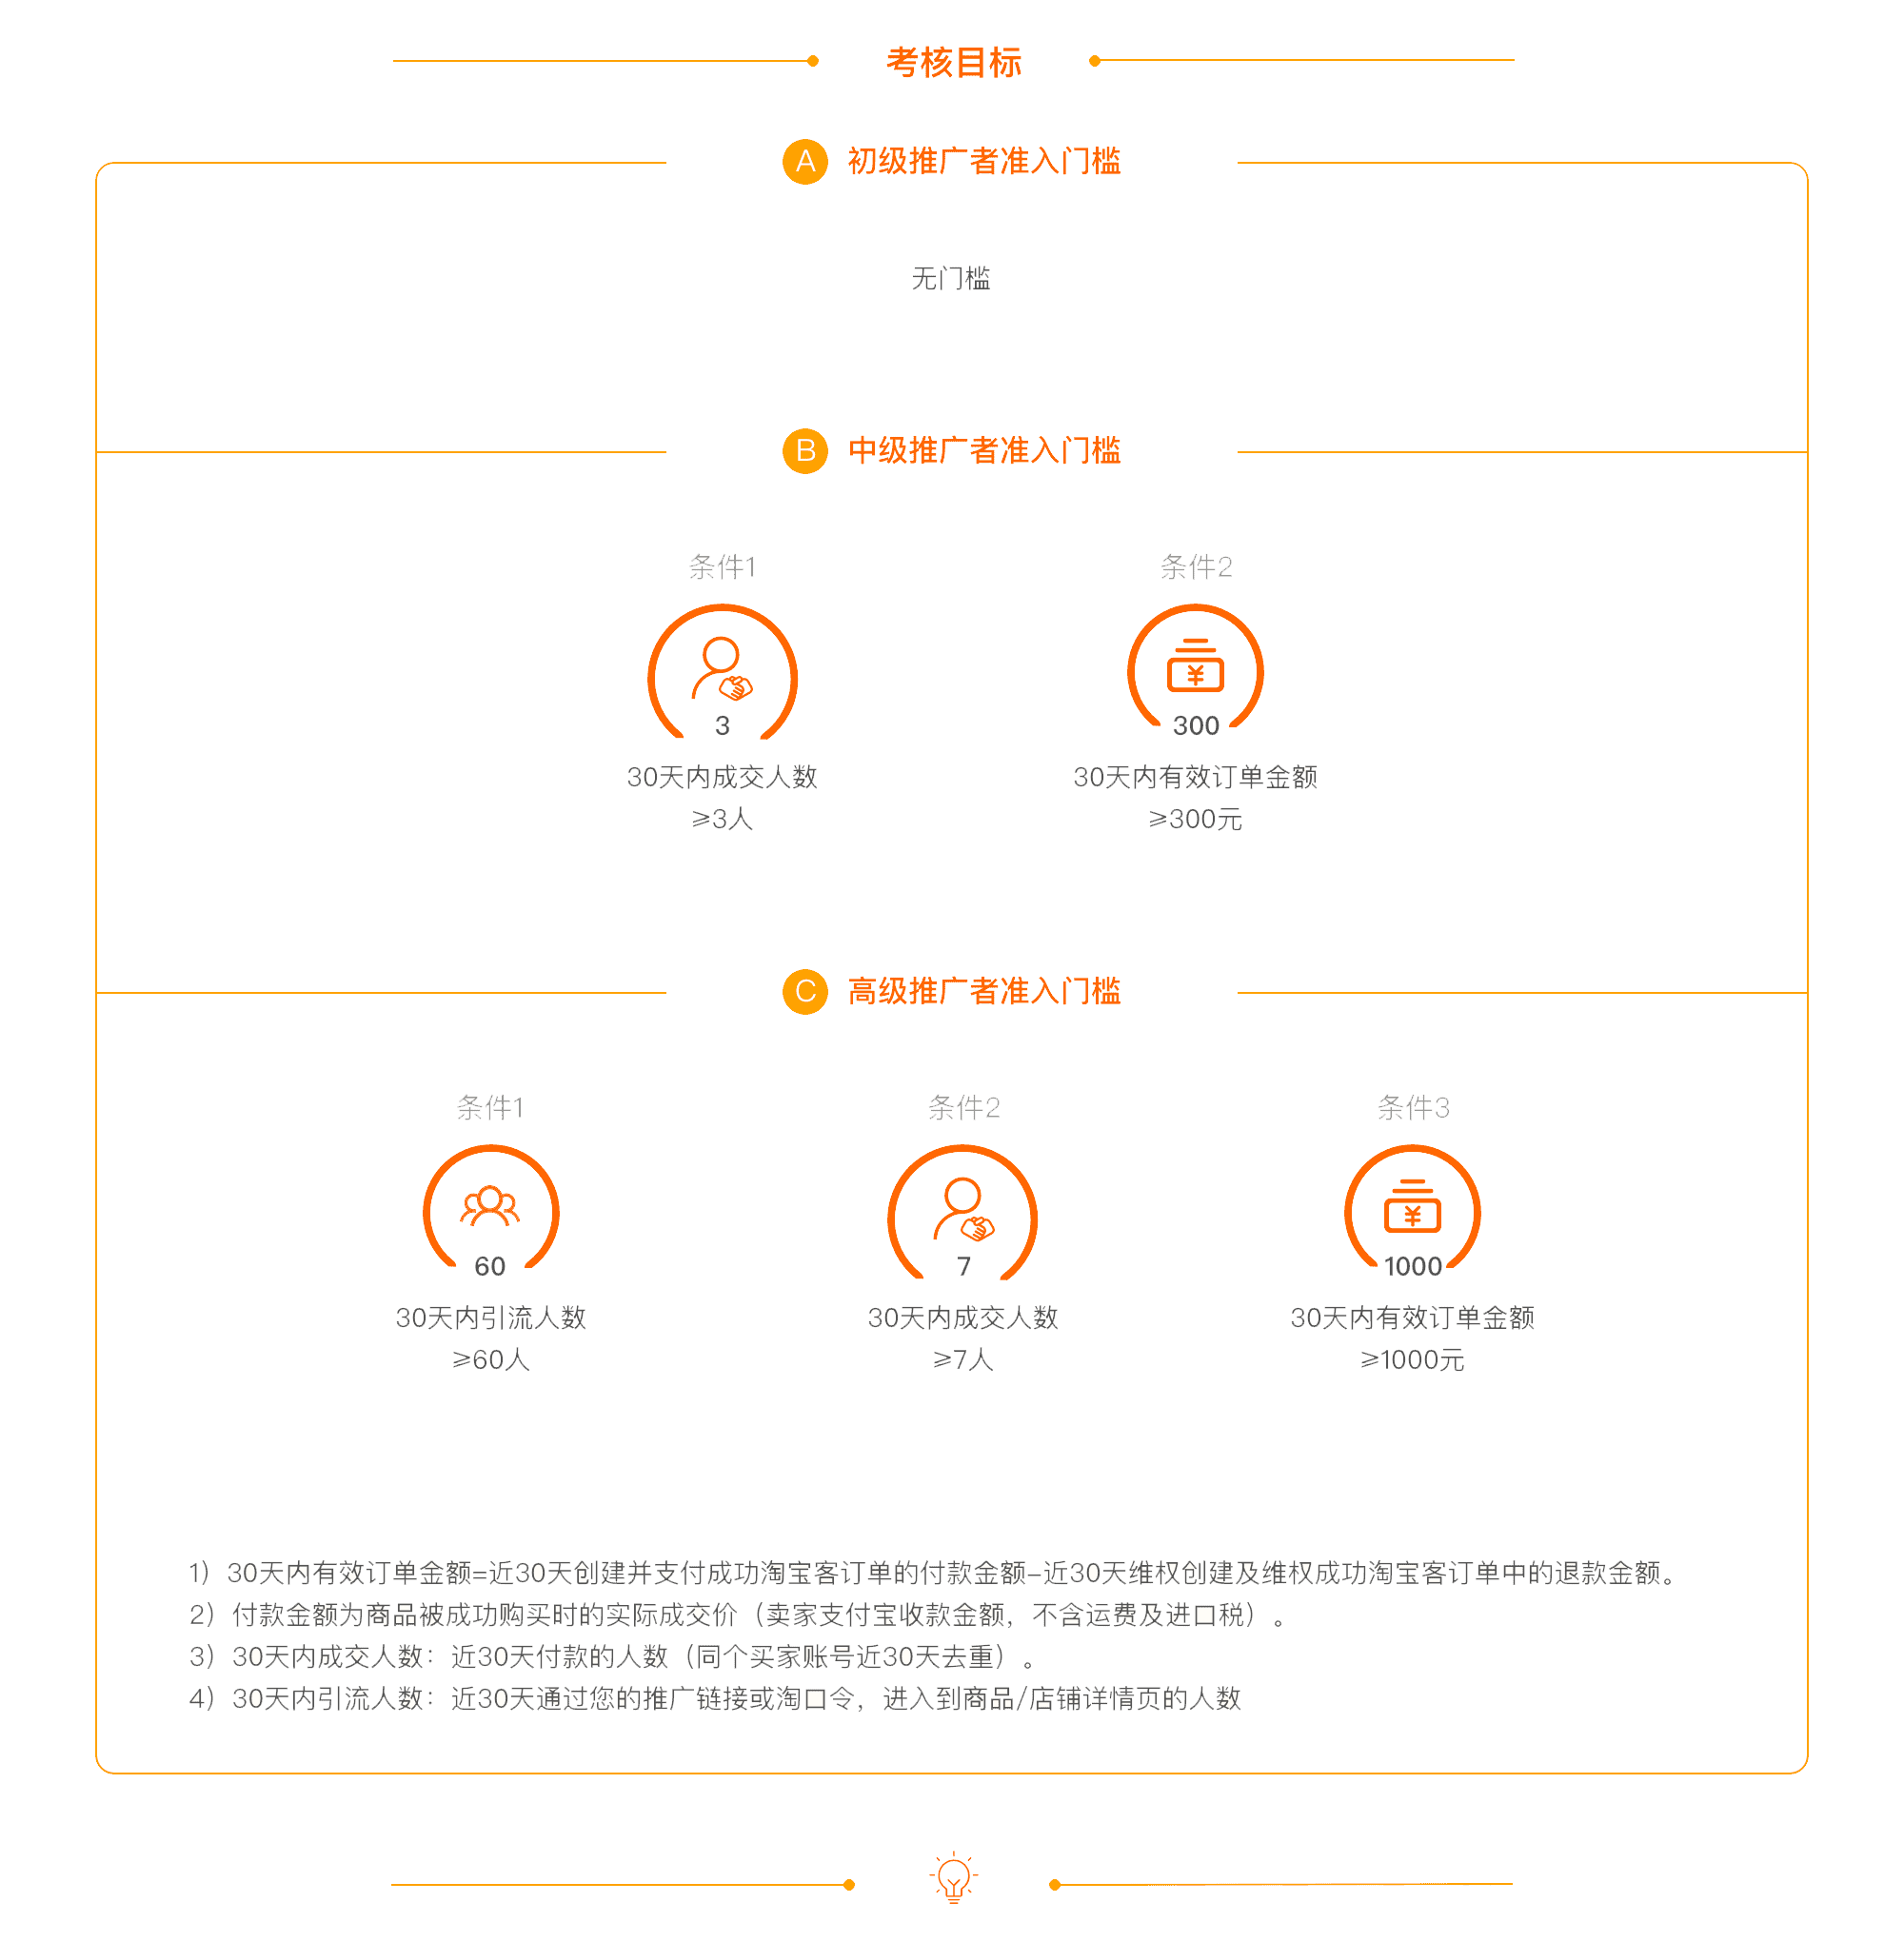 考核目标
A 初级推广者准入门槛
无门槛
B 中级推广者准入门槛
条件1
条件2
¥
3
300
30天内成交人数
≥3人
30天内有效订单金额
≥300元
C 高级推广者准入门槛
条件1
条件2
条件3
¥
60
7
1000
30天内引流人数
≥60人
30天内成交人数
≥7人
30天内有效订单金额
≥1000元
1）30天内有效订单金额=近30天创建并支付成功淘宝客订单的付款金额-近30天维权创建及维权成功淘宝客订单中的退款金额。
2）付款金额为商品被成功购买时的实际成交价（卖家支付宝收款金额，不含运费及进口税）。
3）30天内成交人数：近30天付款的人数（同个买家账号近30天去重）。
4）30天内引流人数：近30天通过您的推广链接或淘口令，进入到商品/店铺详情页的人数